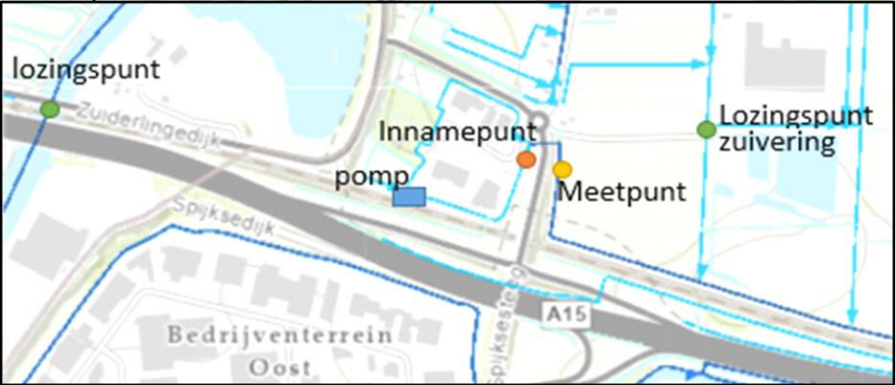 lozingspunt
Zuiderlingedijk
Innamepunt
Lozingspunt
zuivering
pomp
Meetpunt
Spijksedijk
Spijksesteeg
A15
Bedrijventerrein
Oost